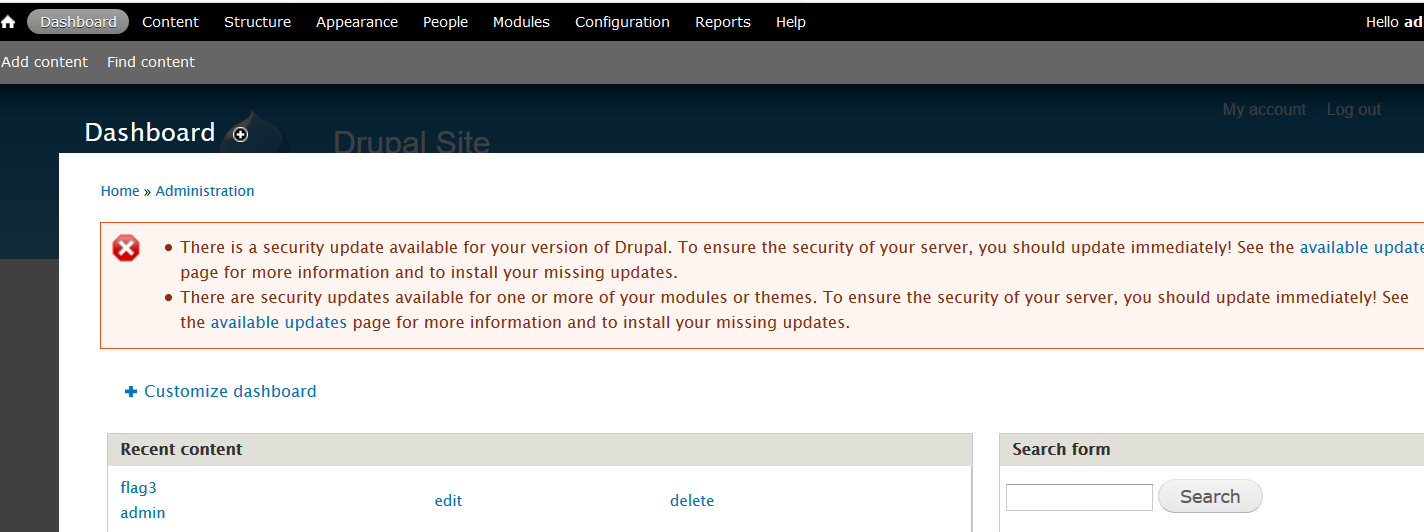 Dashboard Content Structure Appearance People Modules Configuration Reports Help Hello ad
Add content Find content
My account Log out
Dashboard
Drupal Site
Home » Administration
• There is a security update available for your version of Drupal. To ensure the security of your server, you should update immediately! See the available update
page for more information and to install your missing updates.
• There are security updates available for one or more of your modules or themes. To ensure the security of your server, you should update immediately! See
the available updates page for more information and to install your missing updates.
Customize dashboard
Recent content Search form
flag3
edit delete Search
admin